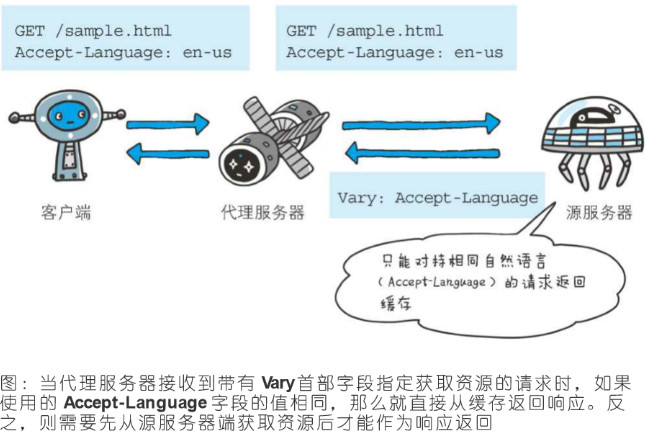 GET /sample.html
Accept-Language: en-us
GET /sample.html
Accept-Language: en-us
客户端
代理服务器
Vary: Accept-Language
源服务器
只能对持相同自然语言
(Accept-Language)的请求返回
缓存
图：当代理服务器接收到带有 Vary首部字段指定获取资源的请求时，如果
使用的 Accept-Language 字段的值相同，那么就直接从缓存返回响应。反
之，则需要先从源服务器端获取资源后才能作为响应返回